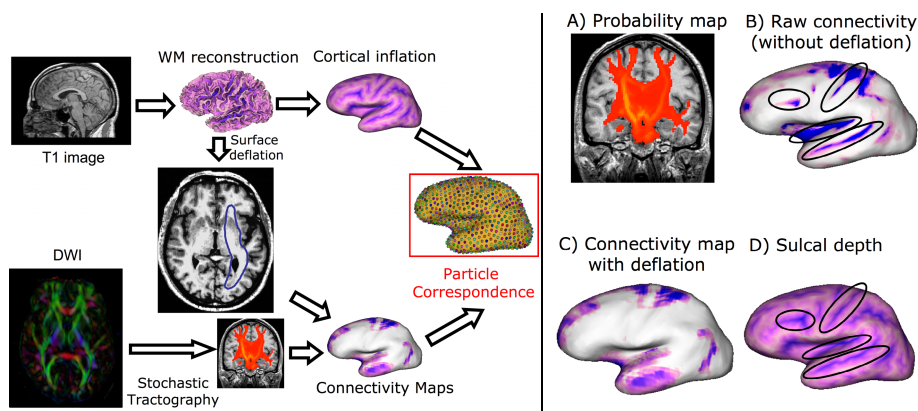 WM reconstruction
Cortical inflation
T1 image
Surface
deflation
DWI
Particle
Correspondence
Stochastic
Tractography
Connectivity Maps
A) Probability map
B) Raw connectivity
(without deflation)
C) Connectivity map
with deflation
D) Sulcal depth